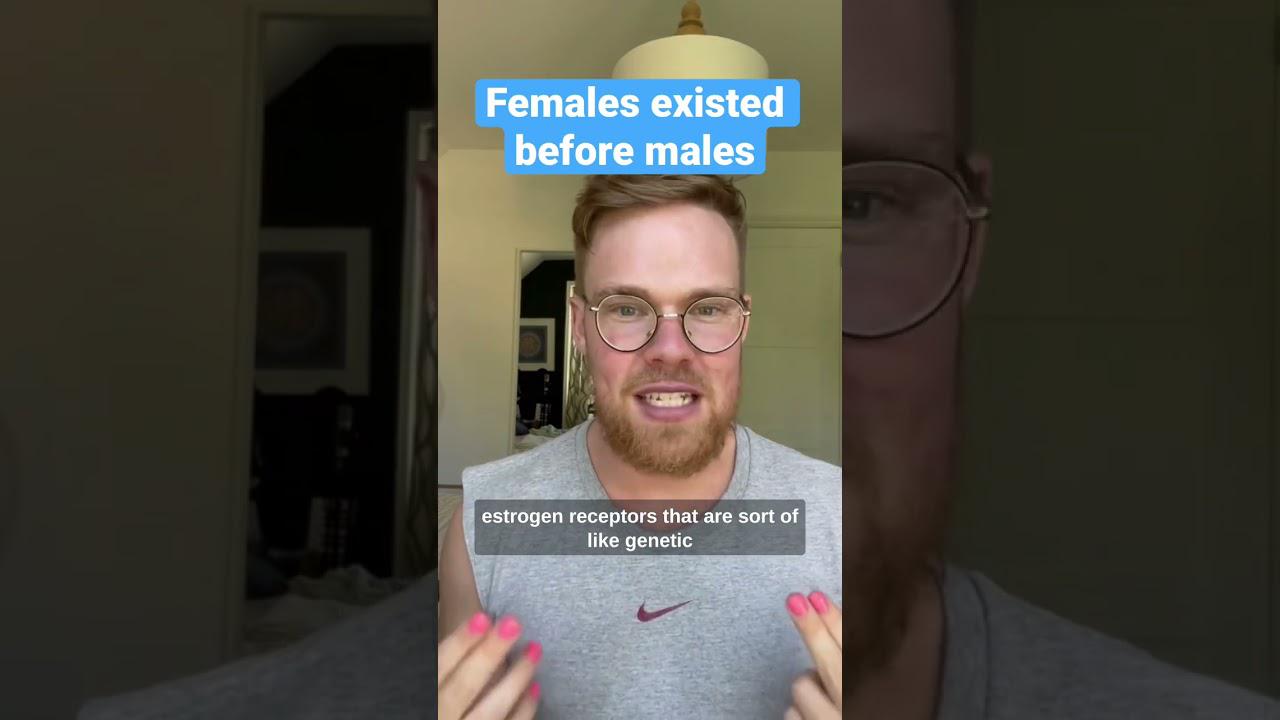 Females existed
before males
estrogen receptors that are sort of
like genetic